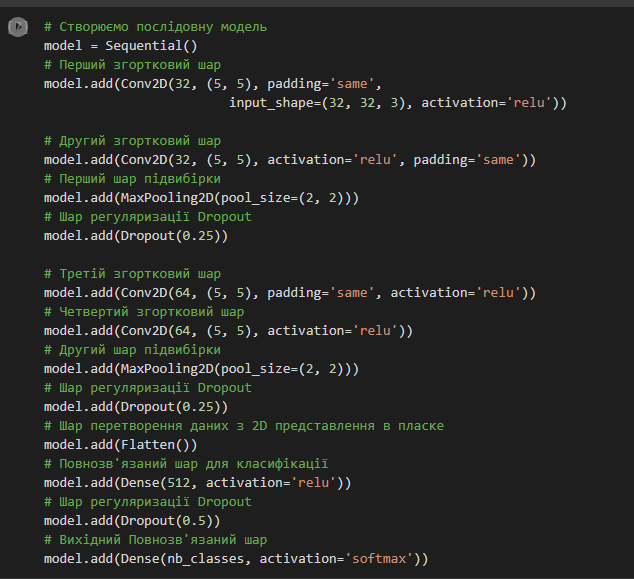 # Створюємо послідовну модель
model = Sequential()
# Перший згортковий шар
model.add(Conv2D(32, (5, 5), padding='same',
                        input_shape=(32, 32, 3), activation='relu'))

# Другий згортковий шар
model.add(Conv2D(32, (5, 5), activation='relu', padding='same'))
# Перший шар підвибірки
model.add(MaxPooling2D(pool_size=(2, 2)))
# Шар регуляризації Dropout
model.add(Dropout(0.25))

# Третій згортковий шар
model.add(Conv2D(64, (5, 5), padding='same', activation='relu'))
# Четвертий згортковий шар
model.add(Conv2D(64, (5, 5), activation='relu'))
# Другий шар підвибірки
model.add(MaxPooling2D(pool_size=(2, 2)))
# Шар регуляризації Dropout
model.add(Dropout(0.25))
# Шар перетворення даних з 2D представлення в пласке
model.add(Flatten())
# Повнозв'язаний шар для класифікації
model.add(Dense(512, activation='relu'))
# Шар регуляризації Dropout
model.add(Dropout(0.5))
# Вихідний Повнозв'язаний шар
model.add(Dense(nb_classes, activation='softmax'))